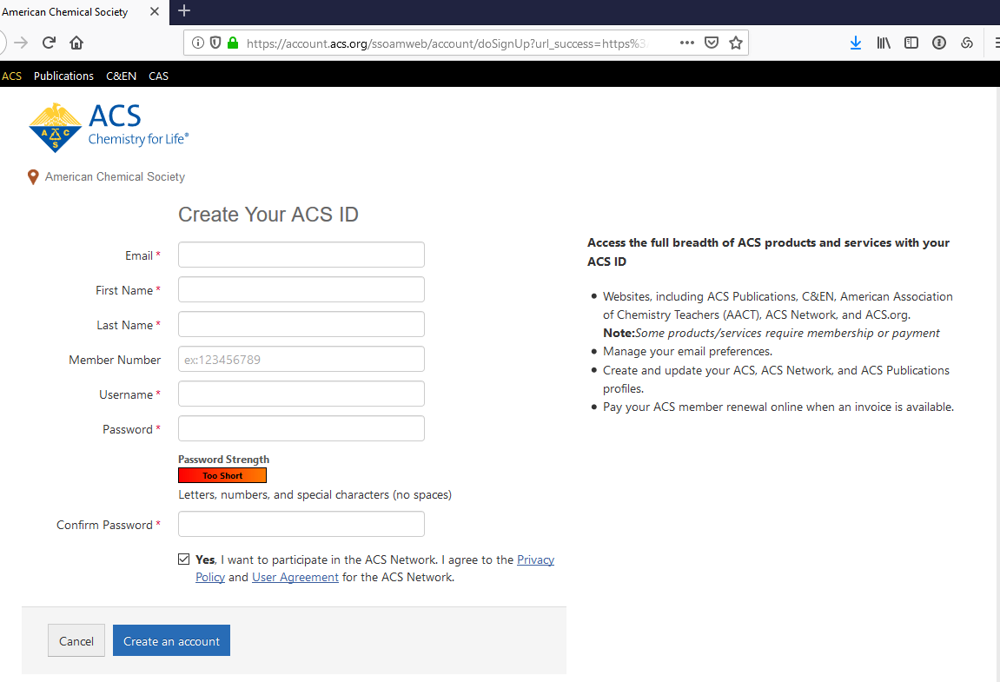 American Chemical Society
https://account.acs.org/ssoamweb/account/doSignUp?url_success=https%3
ACS Publications C&EN CAS
ACS
Chemistry for Life®
A C S
American Chemical Society
Create Your ACS ID
Email *
First Name *
Last Name *
Member Number ex:123456789
Username *
Password *
Password Strength
Too Short
Letters, numbers, and special characters (no spaces)
Confirm Password *
Yes, I want to participate in the ACS Network. I agree to the Privacy
Policy and User Agreement for the ACS Network.
Cancel Create an account
Access the full breadth of ACS products and services with your
ACS ID
Websites, including ACS Publications, C&EN, American Association
of Chemistry Teachers (AACT), ACS Network, and ACS.org.
Note:Some products/services require membership or payment
Manage your email preferences.
Create and update your ACS, ACS Network, and ACS Publications
profiles.
Pay your ACS member renewal online when an invoice is available.